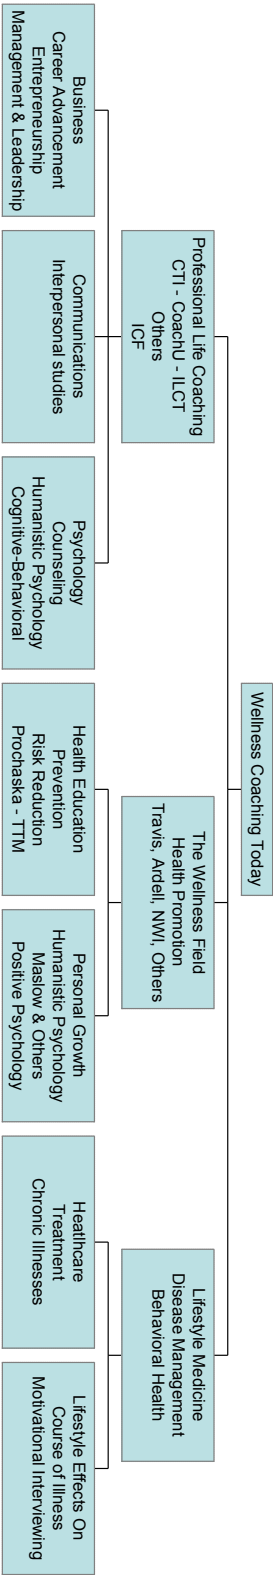 Wellness Coaching Today
Professional Life Coaching
CTI - CoachU - ILCT
Others
ICF
The Wellness Field
Health Promotion
Travis, Ardell, NWI, Others
Lifestyle Medicine
Disease Management
Behavioral Health
Business
Career Advancement
Entrepreneurship
Management & Leadership
Communications
Interpersonal studies
Psychology
Counseling
Humanistic Psychology
Cognitive-Behavioral
Health Education
Prevention
Risk Reduction
Prochaska - TTM
Personal Growth
Humanistic Psychology
Maslow & Others
Positive Psychology
Heatlhcare
Treatment
Chronic Illnesses
Lifestyle Effects On
Course of Illness
Motivational Interviewing